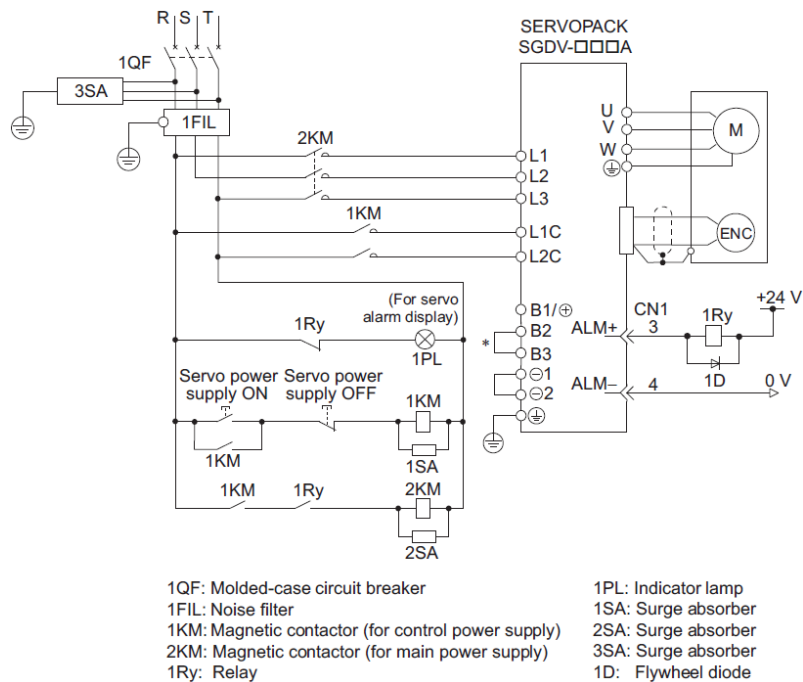 R S T
SERVOPACK
SGDV-□□□A
1QF
3SA
1FIL
2KM
U
V
W
M
L1
L2
L3
1KM
L1C
L2C
ENC
(For servo
alarm display)
1Ry
1PL
B1/⊕
B2
B3
*
⊖1
⊖2
CN1
ALM+
3
1Ry
+24 V
1D
ALM−
4
0 V
Servo power
supply ON
Servo power
supply OFF
1KM
1KM
1SA
1KM
1Ry
2KM
2SA
1QF: Molded-case circuit breaker
1FIL: Noise filter
1KM: Magnetic contactor (for control power supply)
2KM: Magnetic contactor (for main power supply)
1Ry: Relay
1PL: Indicator lamp
1SA: Surge absorber
2SA: Surge absorber
3SA: Surge absorber
1D: Flywheel diode